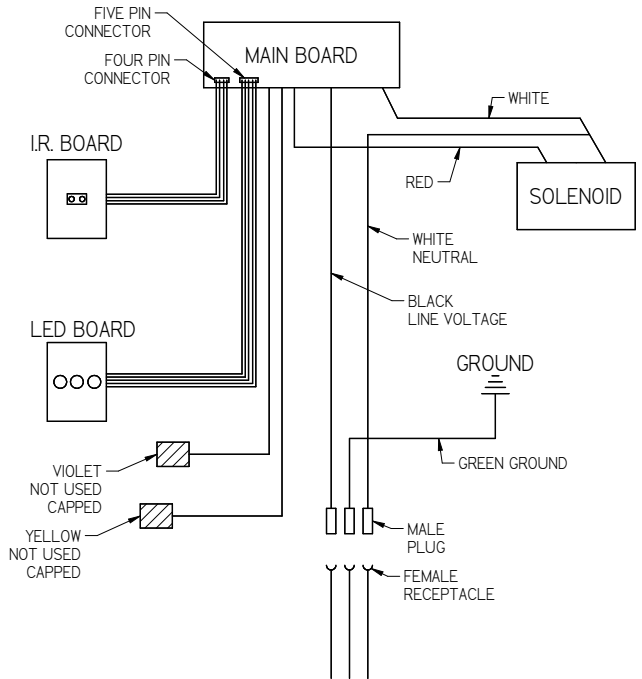 FIVE PIN
CONNECTOR
MAIN BOARD
FOUR PIN
CONNECTOR
WHITE
I.R. BOARD
RED
SOLENOID
WHITE
NEUTRAL
BLACK
LINE VOLTAGE
LED BOARD
GROUND
GREEN GROUND
VIOLET
NOT USED
CAPPED
YELLOW
NOT USED
CAPPED
MALE
PLUG
FEMALE
RECEPTACLE